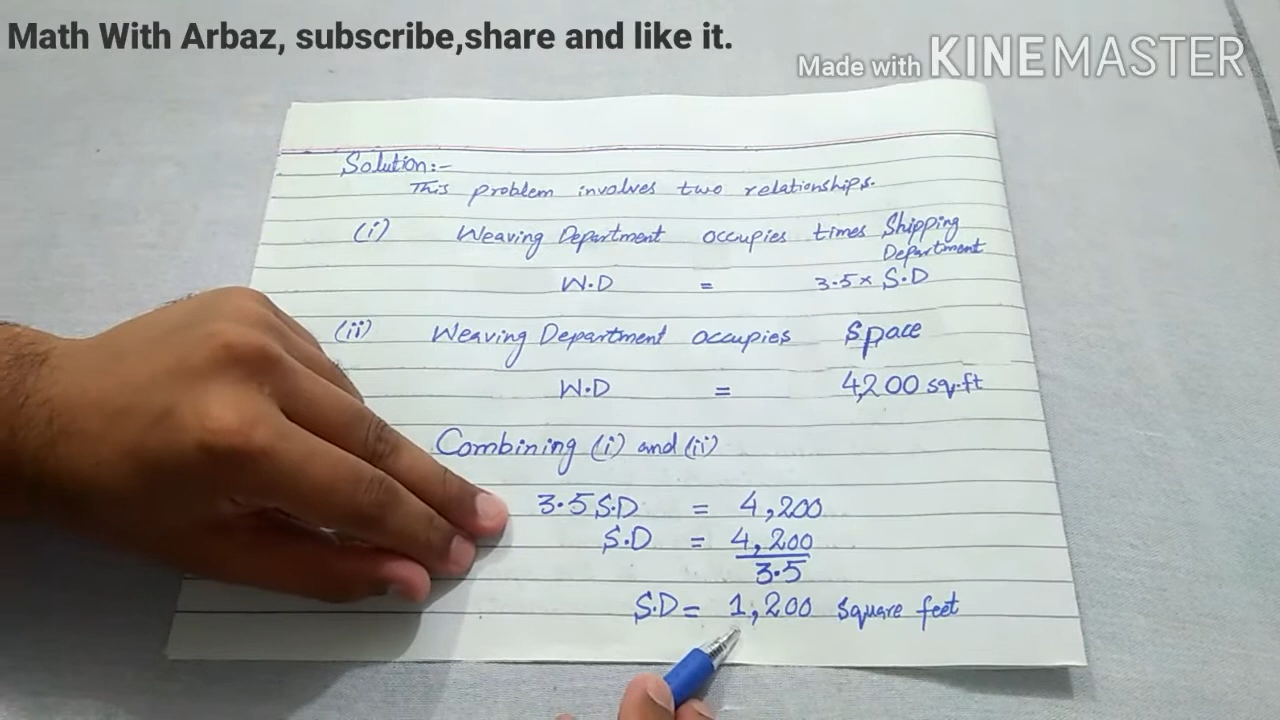 Math With Arbaz, subscribe,share and like it.
Made with KINEMASTER
Solution:-
This problem involves two relationships.
(i) Weaving Department occupies times Shipping
Department
W.D = 3.5× S.D
(ii) Weaving Department occupies Space
W.D = 4,200 sq.ft
Combining (i) and (ii)
3.5 S.D = 4,200
S.D = 4,200
3.5
S.D = 1,200 Square feet